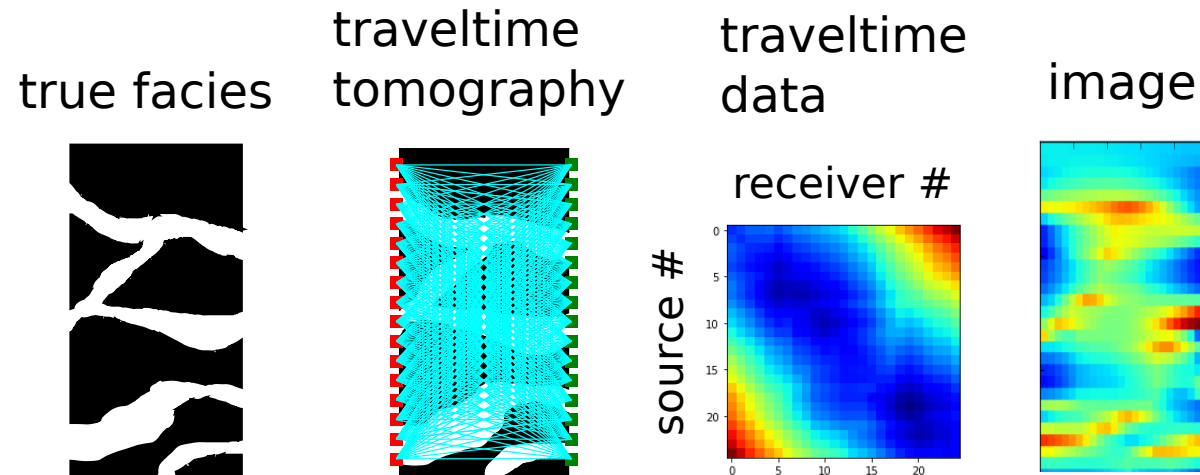 true facies
traveltime
tomography
traveltime
data
image
receiver #
source #
0
5
10
15
20
0
5
10
15
20